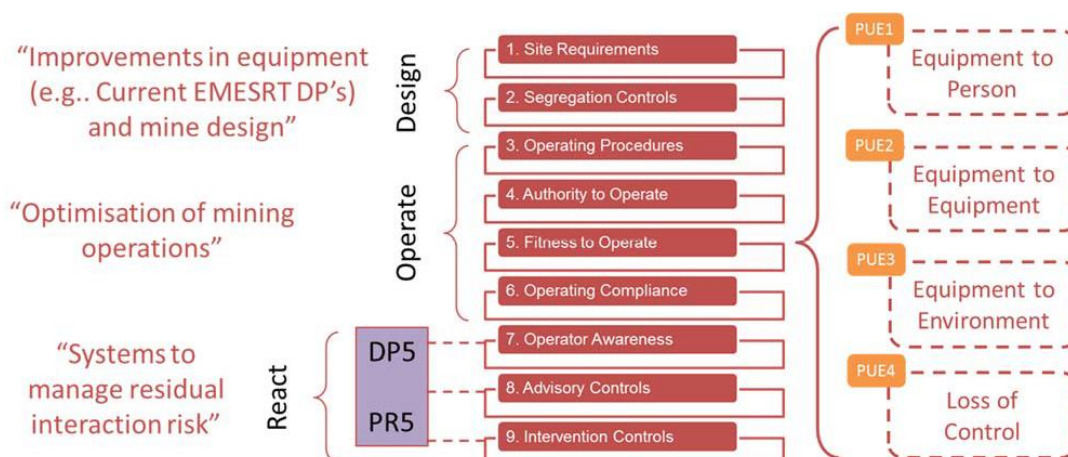 “Improvements in equipment
(e.g.. Current EMESRT DP’s)
and mine design”
“Optimisation of mining
operations”
“Systems to
manage residual
interaction risk”
Design
Operate
React
DP5
PR5
1. Site Requirements
2. Segregation Controls
3. Operating Procedures
4. Authority to Operate
5. Fitness to Operate
6. Operating Compliance
7. Operator Awareness
8. Advisory Controls
9. Intervention Controls
PUE1
Equipment to
Person
PUE2
Equipment to
Equipment
PUE3
Equipment to
Environment
PUE4
Loss of
Control